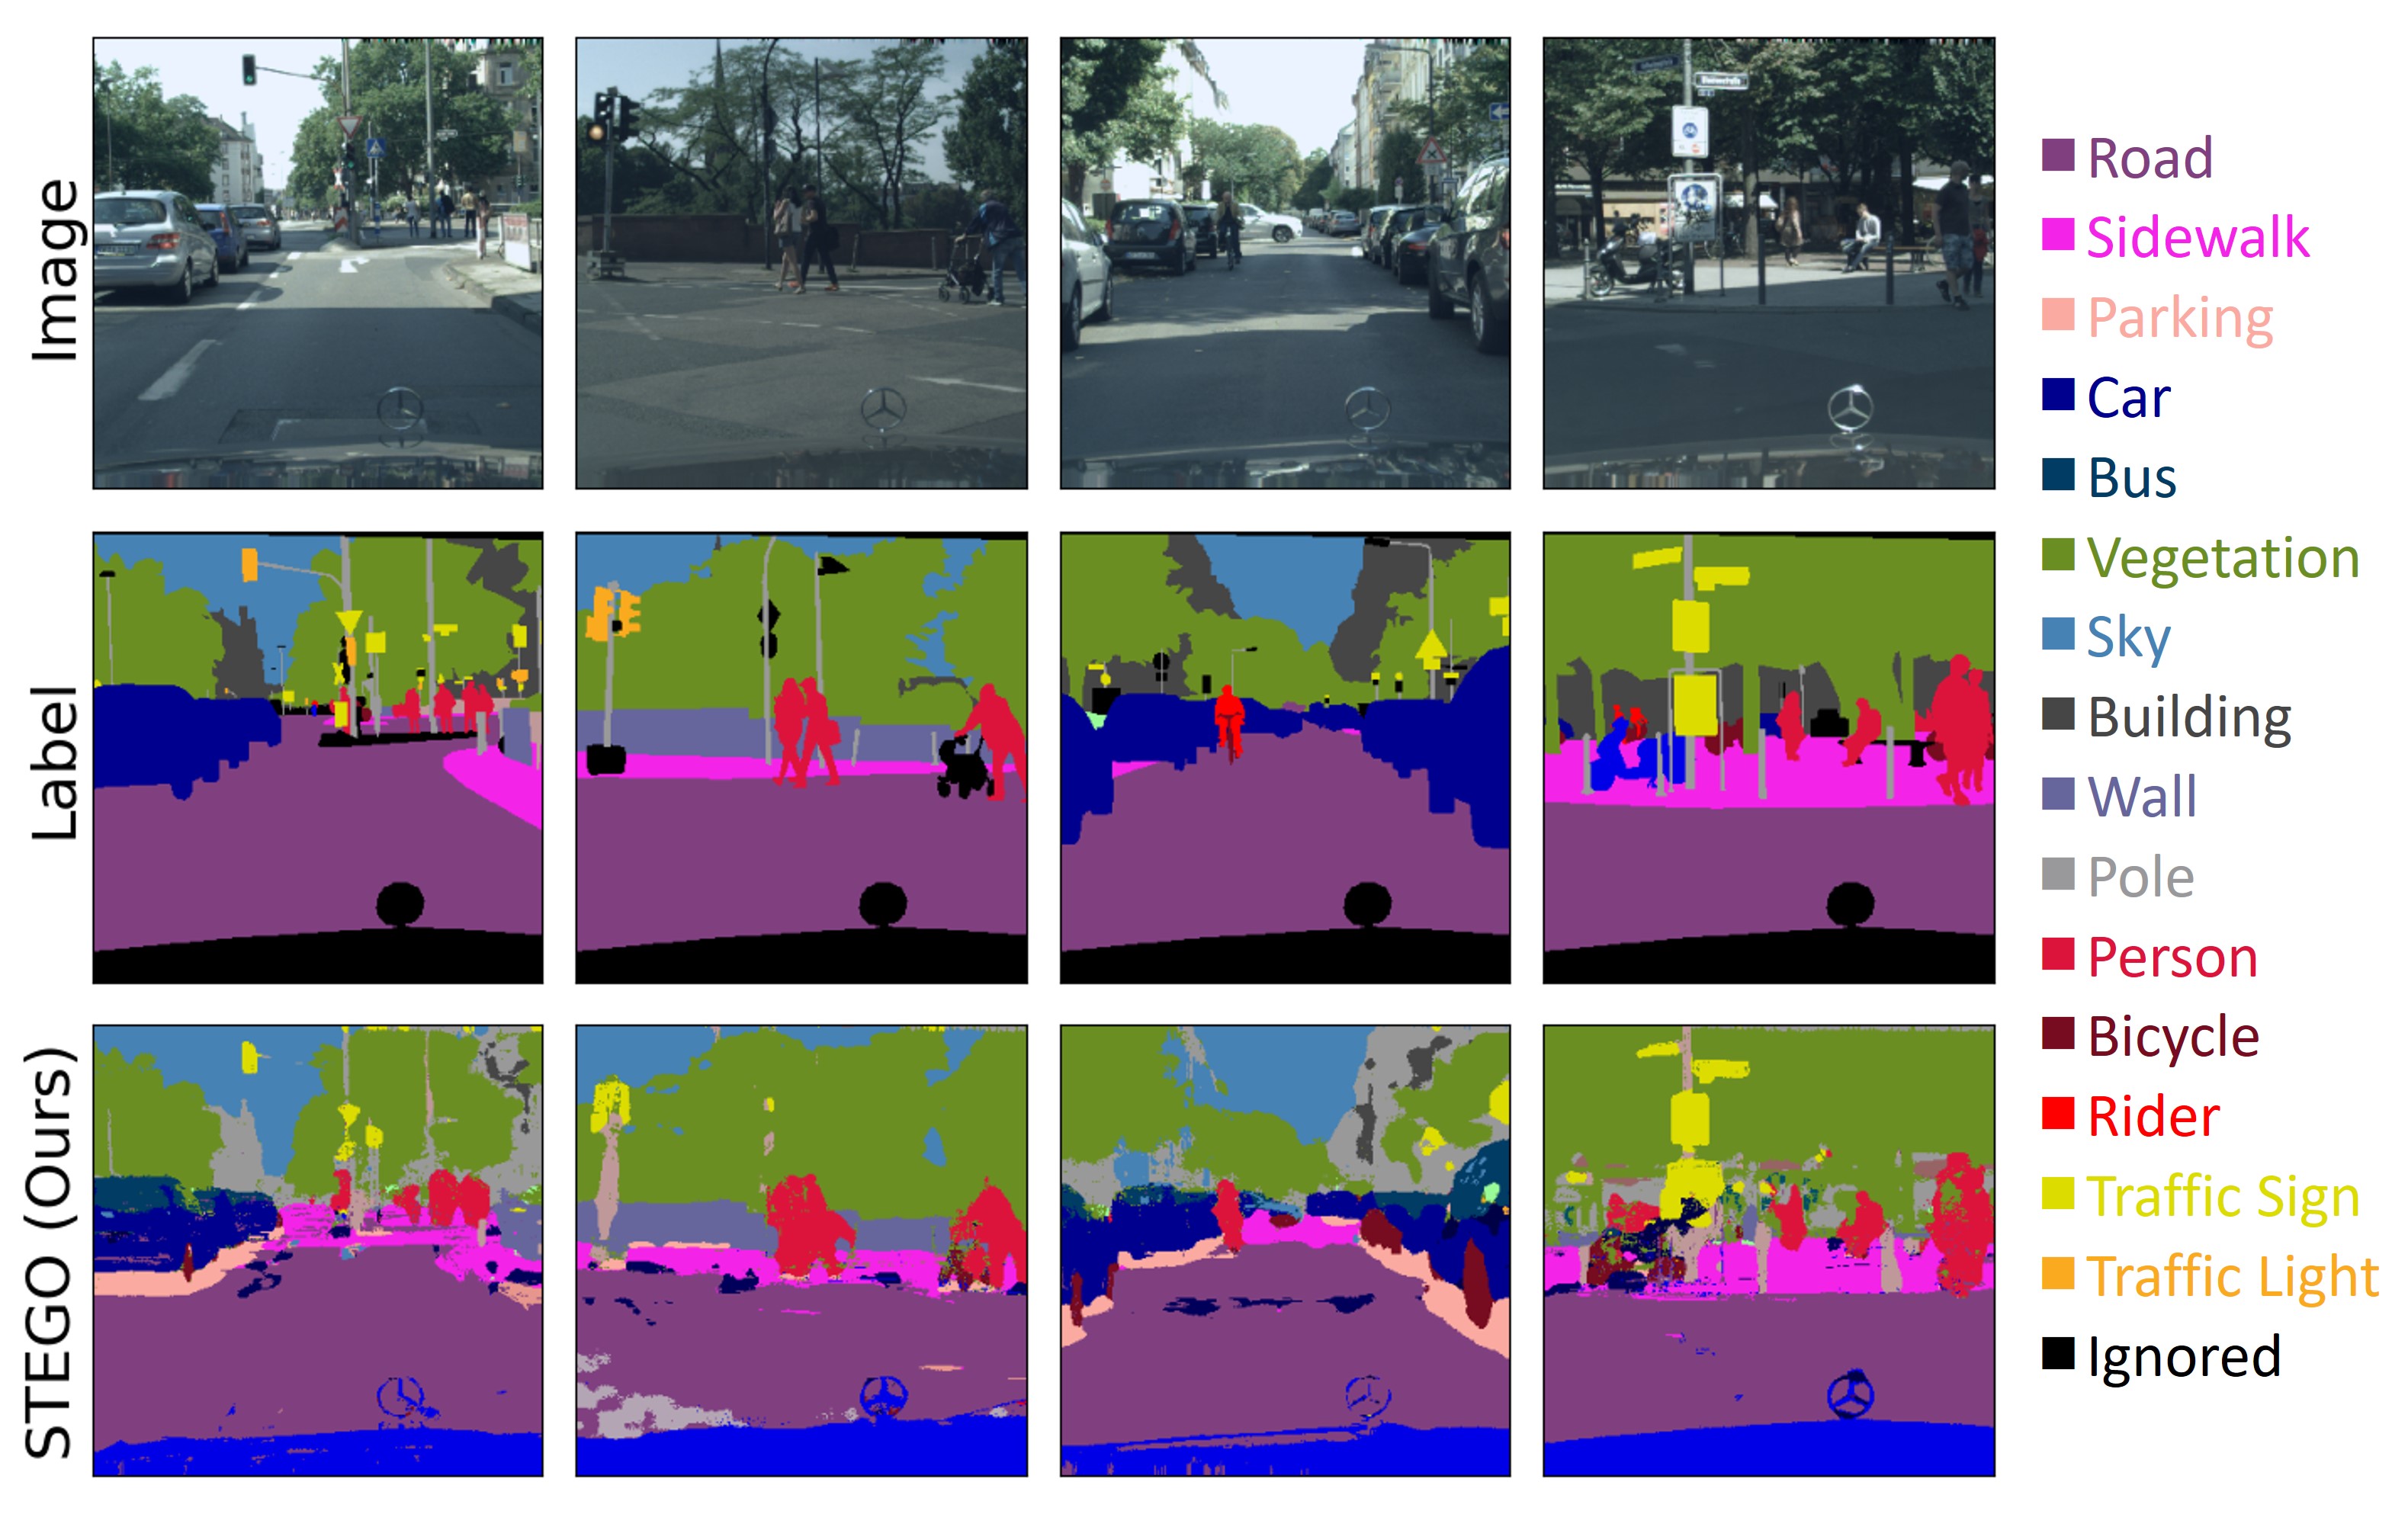 Image
Label
STEGO (Ours)
Road
Sidewalk
Parking
Car
Bus
Vegetation
Sky
Building
Wall
Pole
Person
Bicycle
Rider
Traffic Sign
Traffic Light
Ignored